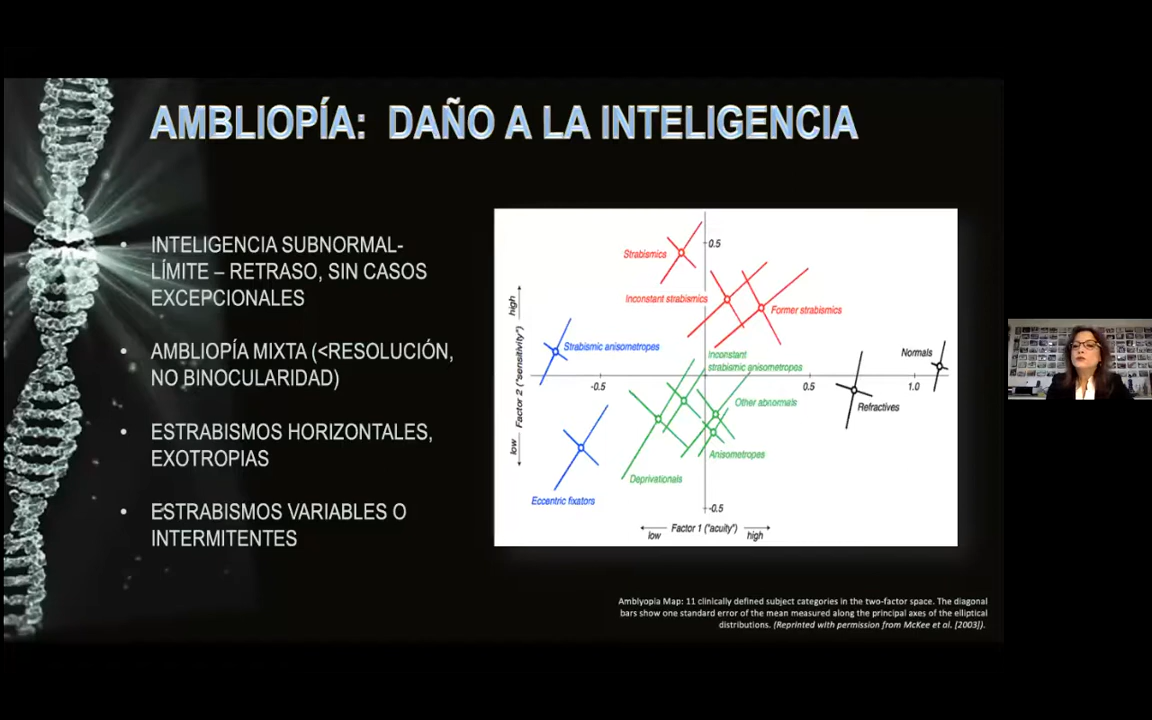 AMBLIOPÍA: DAÑO A LA INTELIGENCIA
• INTELIGENCIA SUBNORMAL-
LÍMITE – RETRASO, SIN CASOS
EXCEPCIONALES
• AMBLIOPÍA MIXTA (<RESOLUCIÓN,
NO BINOCULARIDAD)
• ESTRABISMOS HORIZONTALES,
EXOTROPIAS
• ESTRABISMOS VARIABLES O
INTERMITENTES
0.5
Strabismics
Inconstant strabismics
Former strabismics
Strabismic anisometropes
Inconstant
strabismic anisometropes
Normals
-0.5
0.5
1.0
Other abnormals
Refractives
Anisometropes
Deprivationals
Eccentric fixators
-0.5
low Factor 2 ("sensitivity") high
Factor 1 ("acuity")
low high
Amblyopia Map: 11 clinically defined subject categories in the two-factor space. The diagonal
bars show one standard error of the mean measured along the principal axes of the elliptical
distributions. (Reprinted with permission from McKee et al. [2003]).